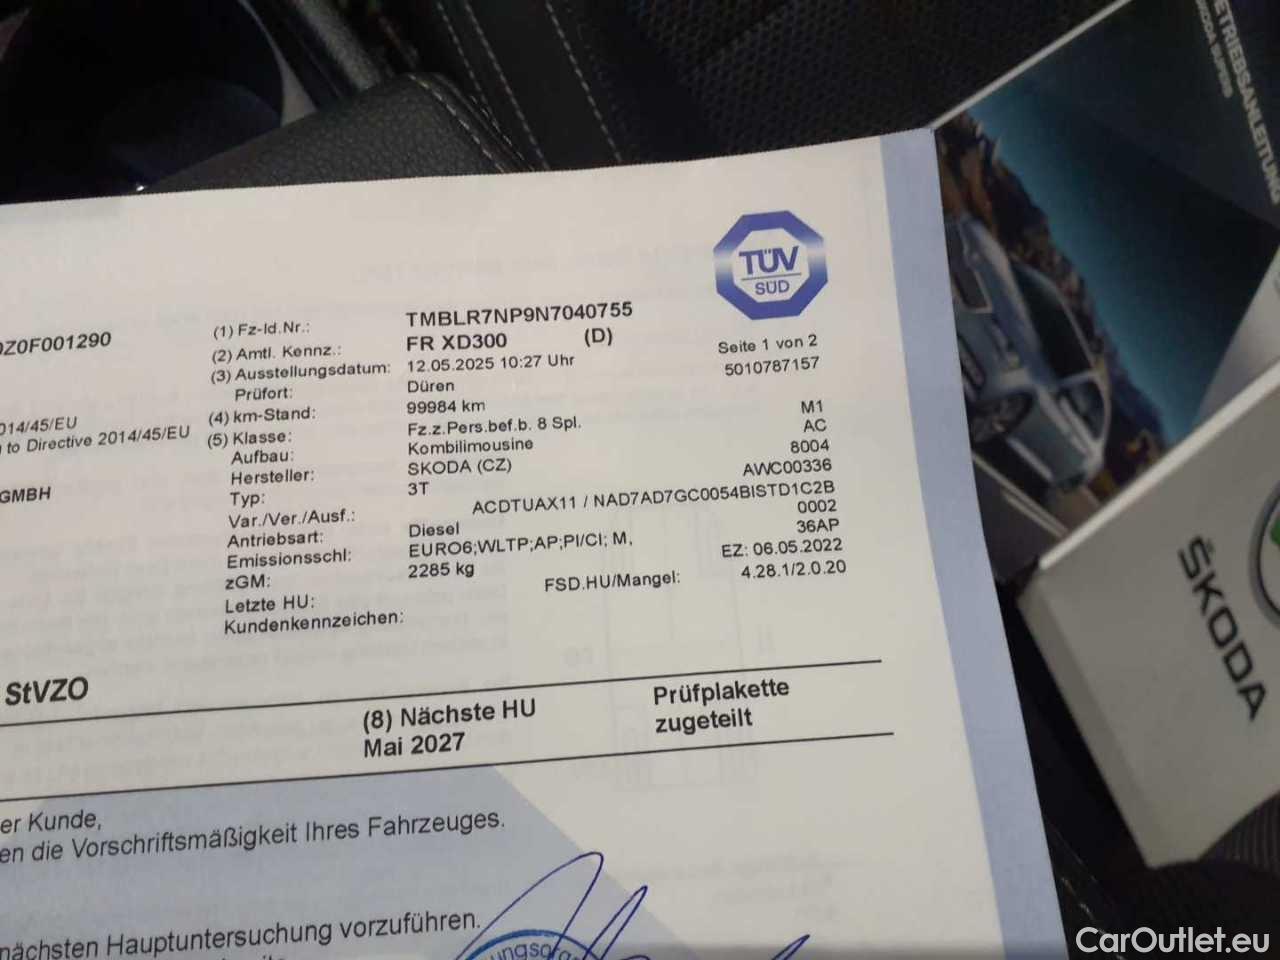 BETRIEBSANLEITUNG
ŠKODA SUPERB
TÜV
SÜD
0Z0F001290
(1) Fz-Id.Nr.: TMBLR7NP9N7040755
(2) Amtl. Kennz.: FR XD300 (D)
(3) Ausstellungsdatum: 12.05.2025 10:27 Uhr Seite 1 von 2
Prüfort: Düren 5010787157
014/45/EU (4) km-Stand: 99984 km
to Directive 2014/45/EU (5) Klasse: Fz.z.Pers.bef.b. 8 Spl. M1
Aufbau: Kombilimousine AC
GMBH Hersteller: SKODA (CZ) 8004
Typ: 3T AWC00336
Var./Ver./Ausf.: ACDTUAX11 / NAD7AD7GC0054BISTD1C2B
Antriebsart: Diesel 0002
Emissionsschl: EURO6;WLTP;AP;PI/CI; M, 36AP
zGM: 2285 kg EZ: 06.05.2022
Letzte HU: FSD.HU/Mangel: 4.28.1/2.0.20
Kundenkennzeichen:
StVZO
(8) Nächste HU Prüfplakette
Mai 2027 zugeteilt
er Kunde,
en die Vorschriftsmäßigkeit Ihres Fahrzeuges.
nächsten Hauptuntersuchung vorzuführen.
ŠKODA
CarOutlet.eu